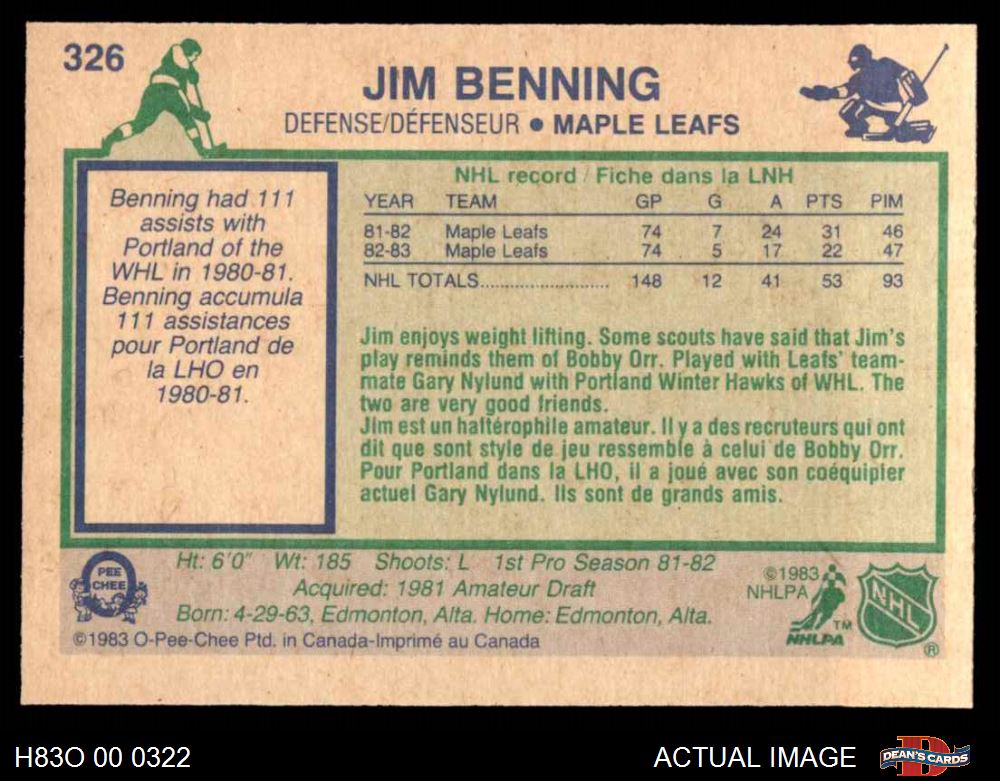 326
JIM BENNING
DEFENSE/DÉFENSEUR • MAPLE LEAFS
Benning had 111
assists with
Portland of the
WHL in 1980-81.
Benning accumula
111 assistances
pour Portland de
la LHO en
1980-81.
NHL record / Fiche dans la LNH
YEAR TEAM GP G A PTS PIM
81-82 Maple Leafs 74 7 24 31 46
82-83 Maple Leafs 74 5 17 22 47
NHL TOTALS.......................... 148 12 41 53 93
Jim enjoys weight lifting. Some scouts have said that Jim's
play reminds them of Bobby Orr. Played with Leafs' team-
mate Gary Nylund with Portland Winter Hawks of WHL. The
two are very good friends.
Jim est un haltérophile amateur. Il y a des recruteurs qui ont
dit que sont style de jeu ressemble à celui de Bobby Orr.
Pour Portland dans la LHO, il a joué avec son coéquipier
actuel Gary Nylund. Ils sont de grands amis.
O
PEE
CHEE
Ht: 6'0" Wt: 185 Shoots: L 1st Pro Season 81-82
Acquired: 1981 Amateur Draft
Born: 4-29-63, Edmonton, Alta. Home: Edmonton, Alta.
©1983 O-Pee-Chee Ptd. in Canada-Imprimé au Canada
©1983
NHLPA
TM
NHLPA
NHL
®
H83O 00 0322
ACTUAL IMAGE
D
DEAN'S CARDS